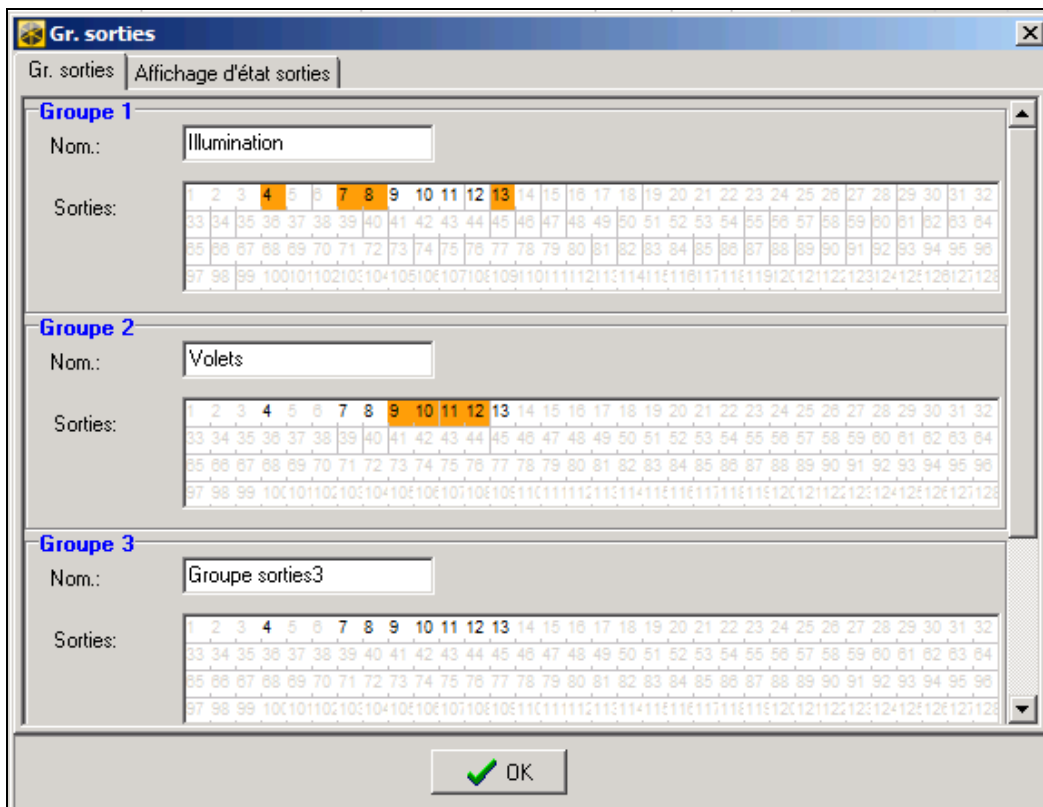 Gr. sorties
Gr. sorties Affichage d'état sorties
Groupe 1
Nom.: Illumination
Sorties:
1 2 3 4 5 6 7 8 9 10 11 12 13 14 15 16 17 18 19 20 21 22 23 24 25 26 27 28 29 30 31 32
33 34 35 36 37 38 39 40 41 42 43 44 45 46 47 48 49 50 51 52 53 54 55 56 57 58 59 60 61 62 63 64
65 66 67 68 69 70 71 72 73 74 75 76 77 78 79 80 81 82 83 84 85 86 87 88 89 90 91 92 93 94 95 96
97 98 99
Groupe 2
Nom.: Volets
Sorties:
1 2 3 4 5 6 7 8 9 10 11 12 13 14 15 16 17 18 19 20 21 22 23 24 25 26 27 28 29 30 31 32
33 34 35 36 37 38 39 40 41 42 43 44 45 46 47 48 49 50 51 52 53 54 55 56 57 58 59 60 61 62 63 64
65 66 67 68 69 70 71 72 73 74 75 76 77 78 79 80 81 82 83 84 85 86 87 88 89 90 91 92 93 94 95 96
97 98 99
Groupe 3
Nom.: Groupe sorties3
Sorties:
1 2 3 4 5 6 7 8 9 10 11 12 13 14 15 16 17 18 19 20 21 22 23 24 25 26 27 28 29 30 31 32
33 34 35 36 37 38 39 40 41 42 43 44 45 46 47 48 49 50 51 52 53 54 55 56 57 58 59 60 61 62 63 64
65 66 67 68 69 70 71 72 73 74 75 76 77 78 79 80 81 82 83 84 85 86 87 88 89 90 91 92 93 94 95 96
97 98 99
OK